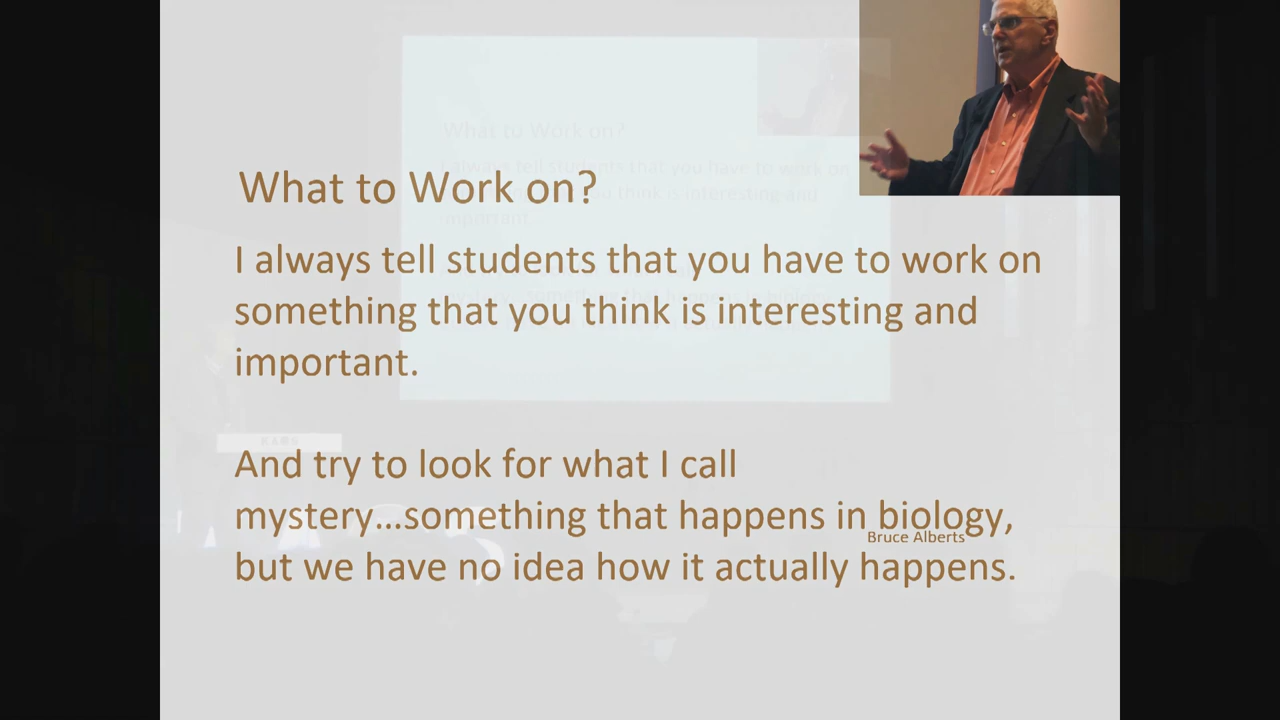 What to Work on?
I always tell students that you have to work on
something that you think is interesting and
important.
And try to look for what I call
mystery...something that happens in biology,
Bruce Alberts
but we have no idea how it actually happens.